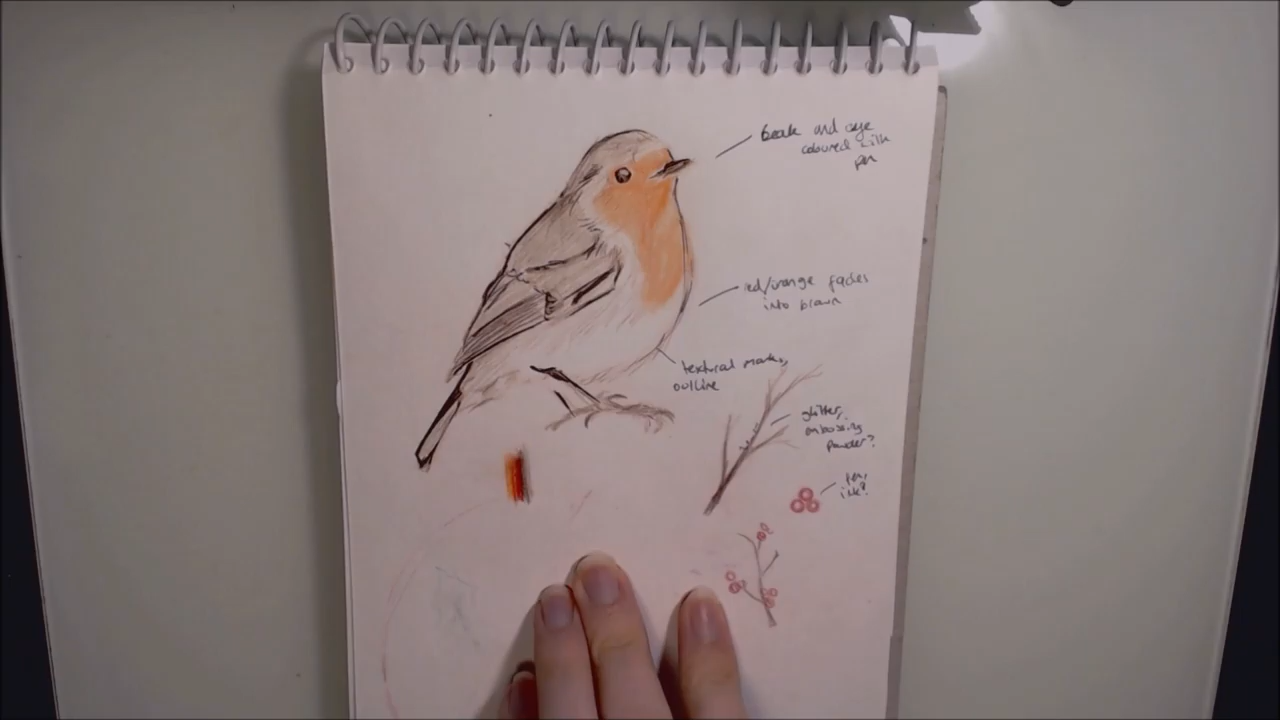 beak and eye
coloured with
pen
red/orange fades
into brown
textural marks,
outline
glitter,
embossing
powder?
pen,
ink?